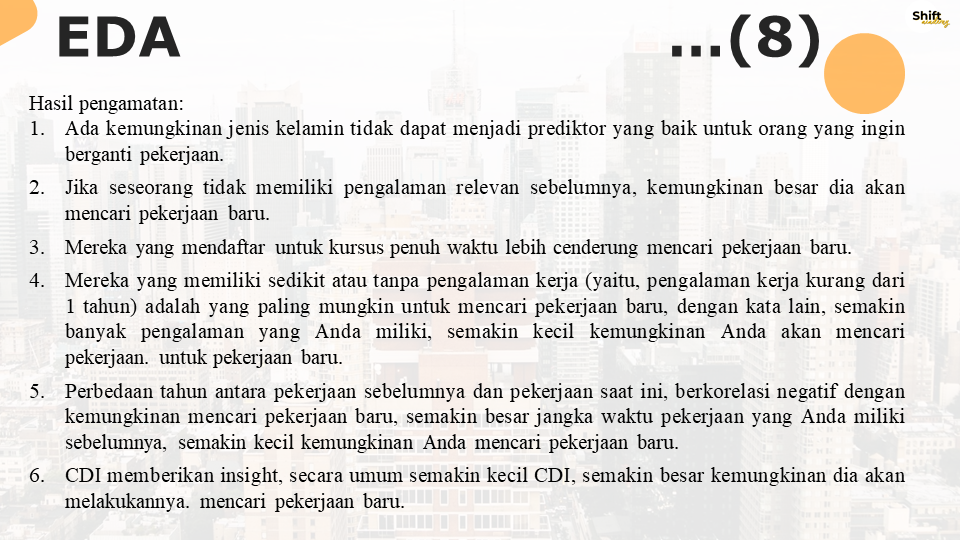 EDA ...(8)
Shift
academy
Hasil pengamatan:
1. Ada kemungkinan jenis kelamin tidak dapat menjadi prediktor yang baik untuk orang yang ingin
berganti pekerjaan.
2. Jika seseorang tidak memiliki pengalaman relevan sebelumnya, kemungkinan besar dia akan
mencari pekerjaan baru.
3. Mereka yang mendaftar untuk kursus penuh waktu lebih cenderung mencari pekerjaan baru.
4. Mereka yang memiliki sedikit atau tanpa pengalaman kerja (yaitu, pengalaman kerja kurang dari
1 tahun) adalah yang paling mungkin untuk mencari pekerjaan baru, dengan kata lain, semakin
banyak pengalaman yang Anda miliki, semakin kecil kemungkinan Anda akan mencari
pekerjaan. untuk pekerjaan baru.
5. Perbedaan tahun antara pekerjaan sebelumnya dan pekerjaan saat ini, berkorelasi negatif dengan
kemungkinan mencari pekerjaan baru, semakin besar jangka waktu pekerjaan yang Anda miliki
sebelumnya, semakin kecil kemungkinan Anda mencari pekerjaan baru.
6. CDI memberikan insight, secara umum semakin kecil CDI, semakin besar kemungkinan dia akan
melakukannya. mencari pekerjaan baru.